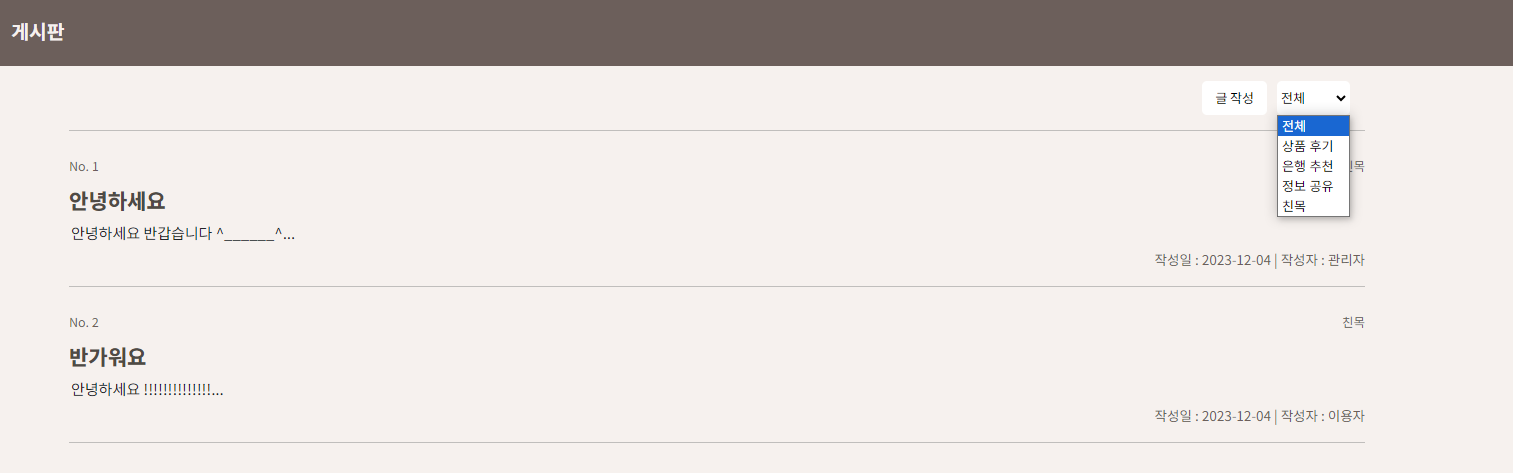 게시판
글 작성
전체
전체
상품 후기
은행 추천
정보 공유
친목
No. 1
안녕하세요
안녕하세요 반갑습니다 ^______^...
작성일 : 2023-12-04 | 작성자 : 관리자
No. 2
친목
반가워요
안녕하세요 !!!!!!!!!!!!!!...
작성일 : 2023-12-04 | 작성자 : 이용자